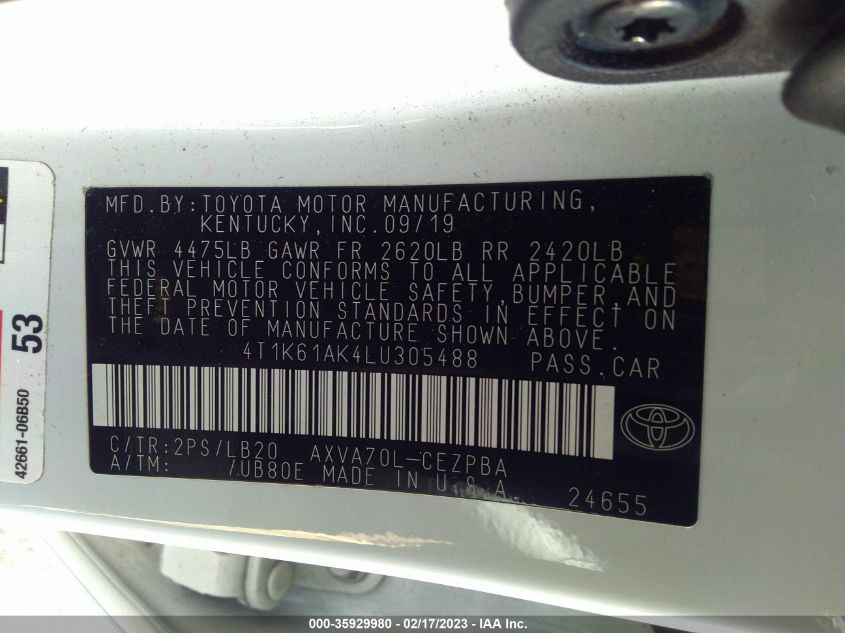 MFD.BY:TOYOTA MOTOR MANUFACTURING,
KENTUCKY,INC.09/19
GVWR 4475LB GAWR FR 2620LB RR 2420LB
THIS VEHICLE CONFORMS TO ALL APPLICABLE
FEDERAL MOTOR VEHICLE SAFETY,BUMPER,AND
THEFT PREVENTION STANDARDS IN EFFECT ON
THE DATE OF MANUFACTURE SHOWN ABOVE.
4T1K61AK4LU305488 PASS.CAR
C/TR:2PS/LB20 AXVA70L-CEZPBA
A/TM: /UB80E MADE IN U.S.A
24655
53
42661-06B50
000-35929980 - 02/17/2023 - IAA Inc.